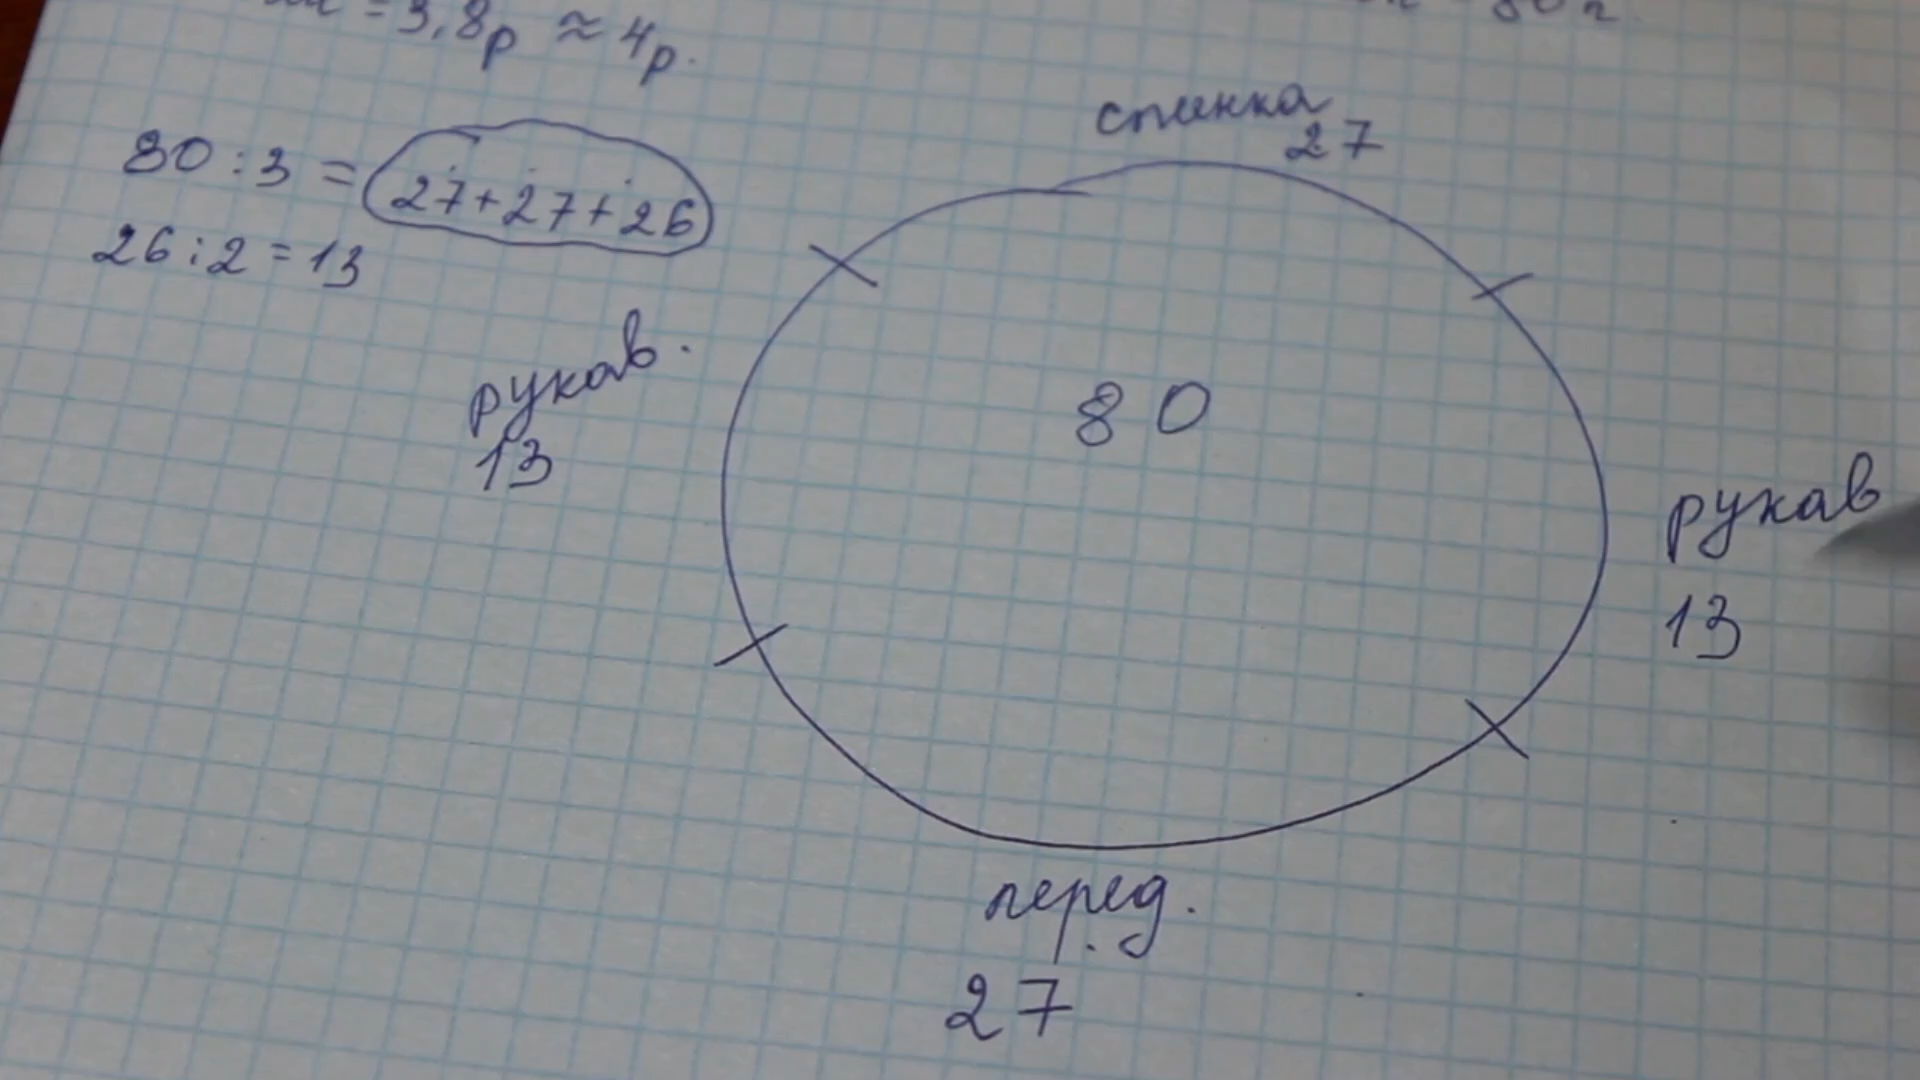 = 3,8р ≈ 4р.
80 : 3 = 27+27+26
26 : 2 = 13
спинка
27
рукав.
13
80
рукав
13
перед.
27